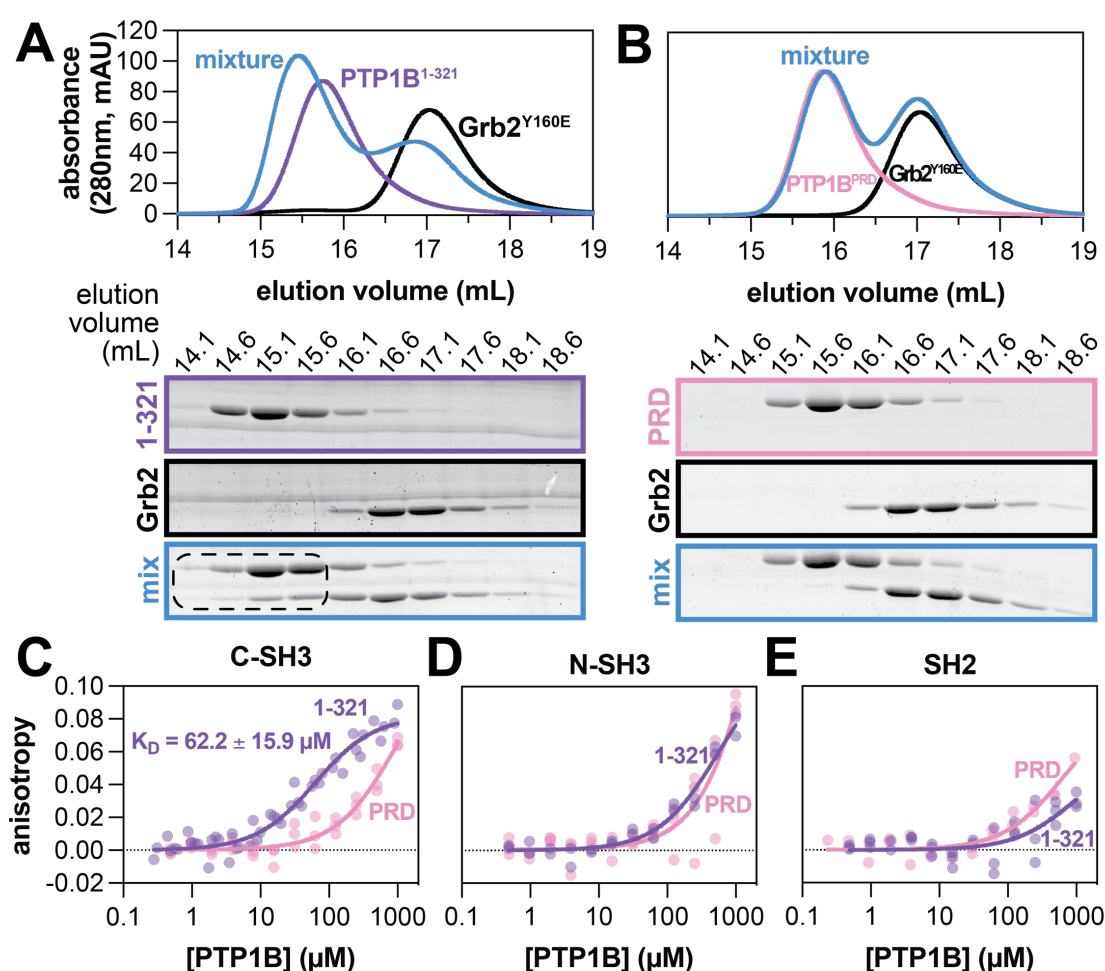 A
absorbance
(280nm, mAU)
120
100
80
60
40
20
0
mixture
PTP1B1-321
Grb2Y160E
14 15 16 17 18 19
elution volume (mL)
B
mixture
PTP1BPRD
Grb2Y160E
14 15 16 17 18 19
elution volume (mL)
elution
volume
(mL)
14.1 14.6 15.1 15.6 16.1 16.6 17.1 17.6 18.1 18.6
1-321
Grb2
mix
14.1 14.6 15.1 15.6 16.1 16.6 17.1 17.6 18.1 18.6
PRD
Grb2
mix
C
C-SH3
anisotropy
0.10
0.08
0.06
0.04
0.02
0.00
-0.02
1-321
KD = 62.2 ± 15.9 µM
PRD
0.1 1 10 100 1000
[PTP1B] (µM)
D
N-SH3
1-321
PRD
0.1 1 10 100 1000
[PTP1B] (µM)
E
SH2
PRD
1-321
0.1 1 10 100 1000
[PTP1B] (µM)